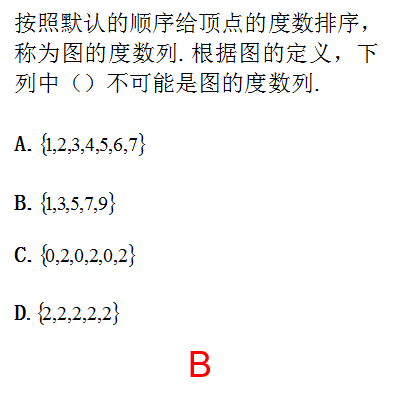 按照默认的顺序给顶点的度数排序，
称为图的度数列. 根据图的定义，下
列中（）不可能是图的度数列.
A. {1,2,3,4,5,6,7}
B. {1,3,5,7,9}
C. {0,2,0,2,0,2}
D. {2,2,2,2,2}
B